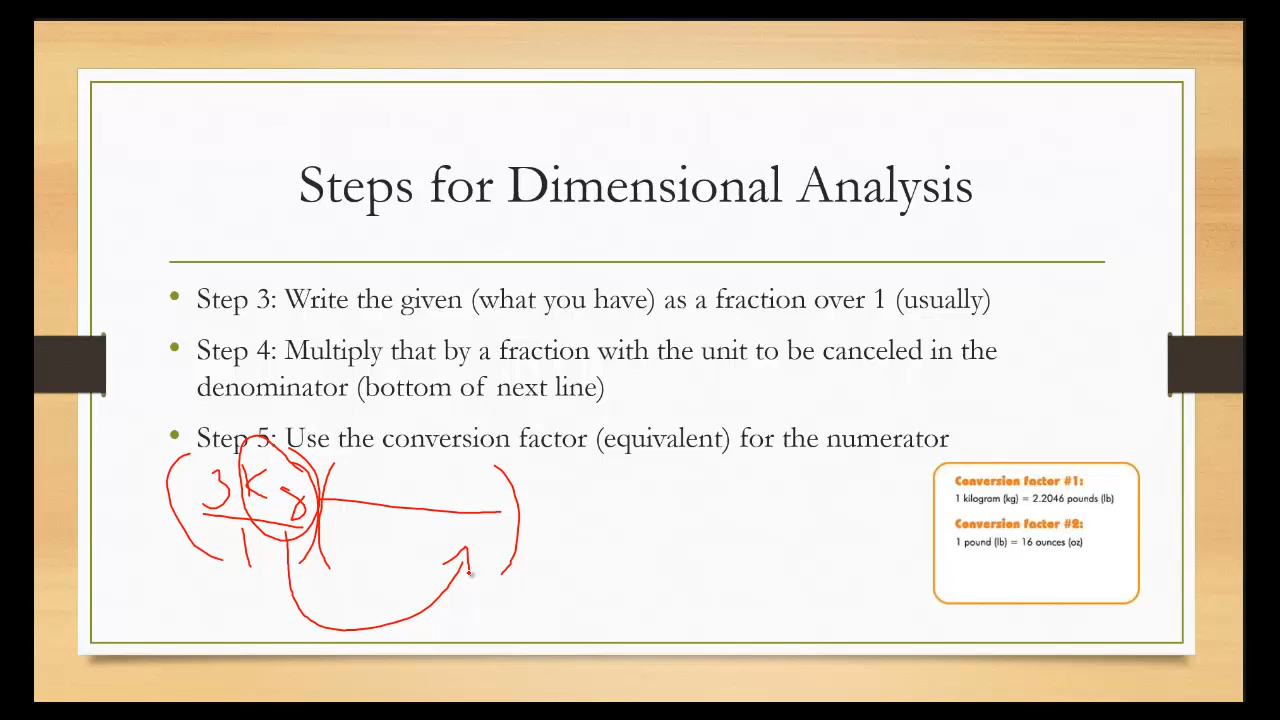 Steps for Dimensional Analysis
• Step 3: Write the given (what you have) as a fraction over 1 (usually)
• Step 4: Multiply that by a fraction with the unit to be canceled in the
denominator (bottom of next line)
• Step 5: Use the conversion factor (equivalent) for the numerator
(3 kg)(
1
)
Conversion factor #1:
1 kilogram (kg) = 2.2046 pounds (lb)
Conversion factor #2:
1 pound (lb) = 16 ounces (oz)